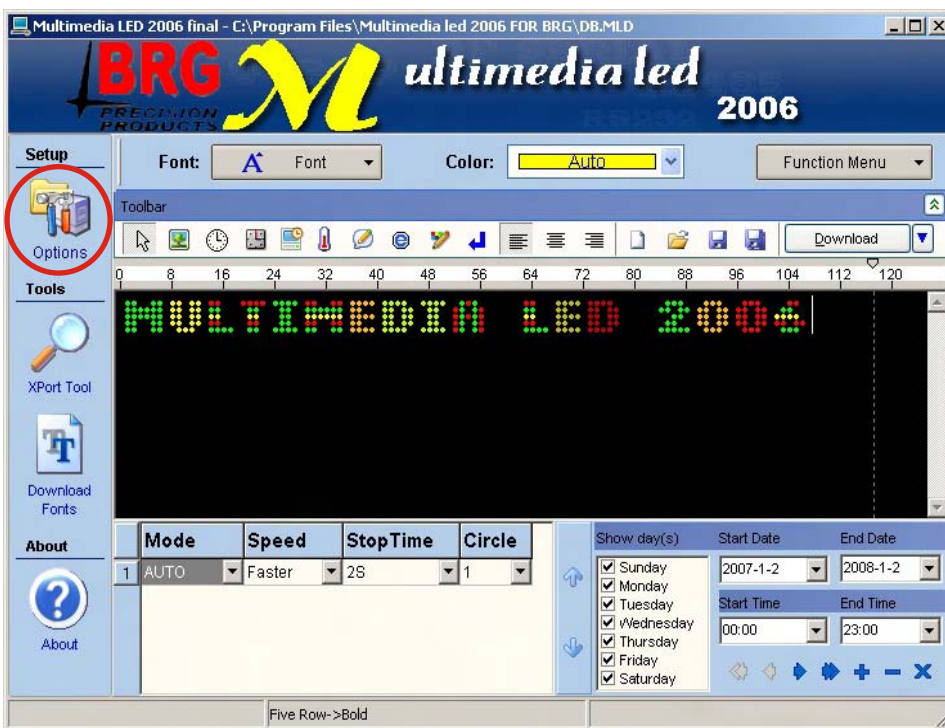 Multimedia LED 2006 final - C:\Program Files\Multimedia led 2006 FOR BRG\DB.MLD
BRG
PRECISION
PRODUCTS
M ultimedia led
2006
Setup
Font: A Font
Color: Auto
Function Menu
Toolbar
Options
Download
0 8 16 24 32 40 48 56 64 72 80 88 96 104 112 120
Tools
MULTIMEDIA LED 2006
XPort Tool
Download
Fonts
About
About
Mode Speed StopTime Circle
1 AUTO Faster 2S 1
Show day(s)
Sunday
Monday
Tuesday
Wednesday
Thursday
Friday
Saturday
Start Date End Date
2007-1-2 2008-1-2
Start Time End Time
00:00 23:00
Five Row->Bold